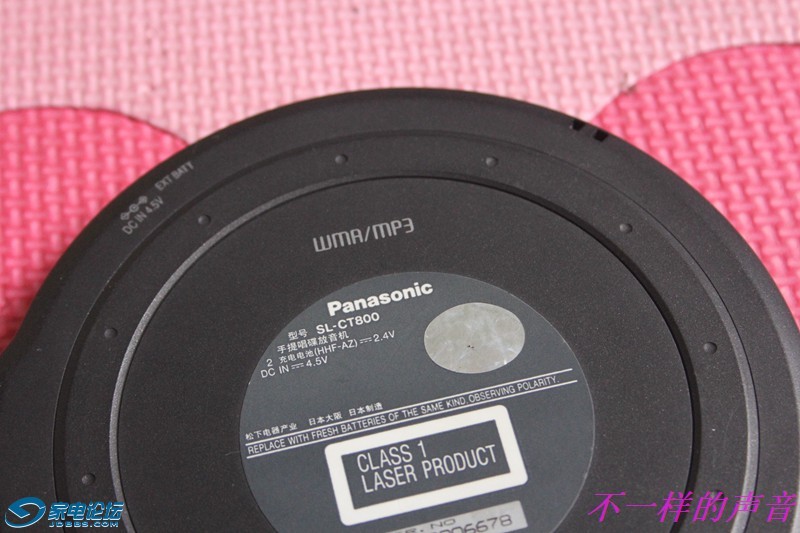 DC IN 4.5V EXT BATT
WMA/MP3
Panasonic
型号 SL-CT800
手提唱碟放音机
2 充电电池(HHF-AZ) ⎓ 2.4V
DC IN ⎓ 4.5V
松下电器产业 日本大阪 日本制造
REPLACE WITH FRESH BATTERIES OF THE SAME KIND.OBSERVING POLARITY.
CLASS 1
LASER PRODUCT
家电论坛
JDBBS.COM
不一样的声音